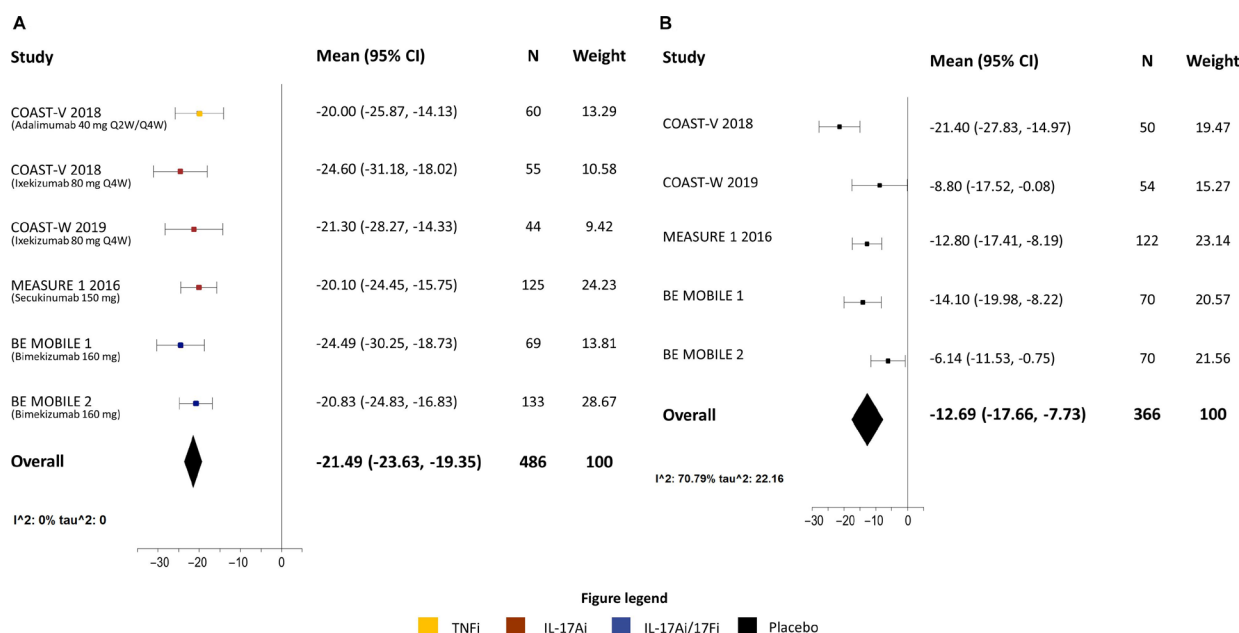 A
Study Mean (95% CI) N Weight
COAST-V 2018 -20.00 (-25.87, -14.13) 60 13.29
(Adalimumab 40 mg Q2W/Q4W)
COAST-V 2018 -24.60 (-31.18, -18.02) 55 10.58
(Ixekizumab 80 mg Q4W)
COAST-W 2019 -21.30 (-28.27, -14.33) 44 9.42
(Ixekizumab 80 mg Q4W)
MEASURE 1 2016 -20.10 (-24.45, -15.75) 125 24.23
(Secukinumab 150 mg)
BE MOBILE 1 -24.49 (-30.25, -18.73) 69 13.81
(Bimekizumab 160 mg)
BE MOBILE 2 -20.83 (-24.83, -16.83) 133 28.67
(Bimekizumab 160 mg)
Overall -21.49 (-23.63, -19.35) 486 100
I^2: 0% tau^2: 0
−30 −20 −10 0
B
Study Mean (95% CI) N Weight
COAST-V 2018 -21.40 (-27.83, -14.97) 50 19.47
COAST-W 2019 -8.80 (-17.52, -0.08) 54 15.27
MEASURE 1 2016 -12.80 (-17.41, -8.19) 122 23.14
BE MOBILE 1 -14.10 (-19.98, -8.22) 70 20.57
BE MOBILE 2 -6.14 (-11.53, -0.75) 70 21.56
Overall -12.69 (-17.66, -7.73) 366 100
I^2: 70.79% tau^2: 22.16
−30 −20 −10 0
Figure legend
TNFi IL-17Ai IL-17Ai/17Fi Placebo